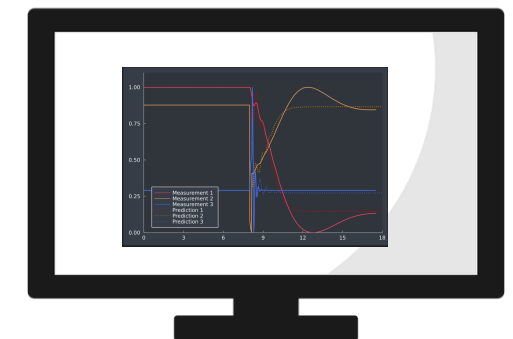 1.00
0.75
0.50
0.25
0.00
Measurement 1
Measurement 2
Measurement 3
Prediction 1
Prediction 2
Prediction 3
0 3 6 9 12 15 18